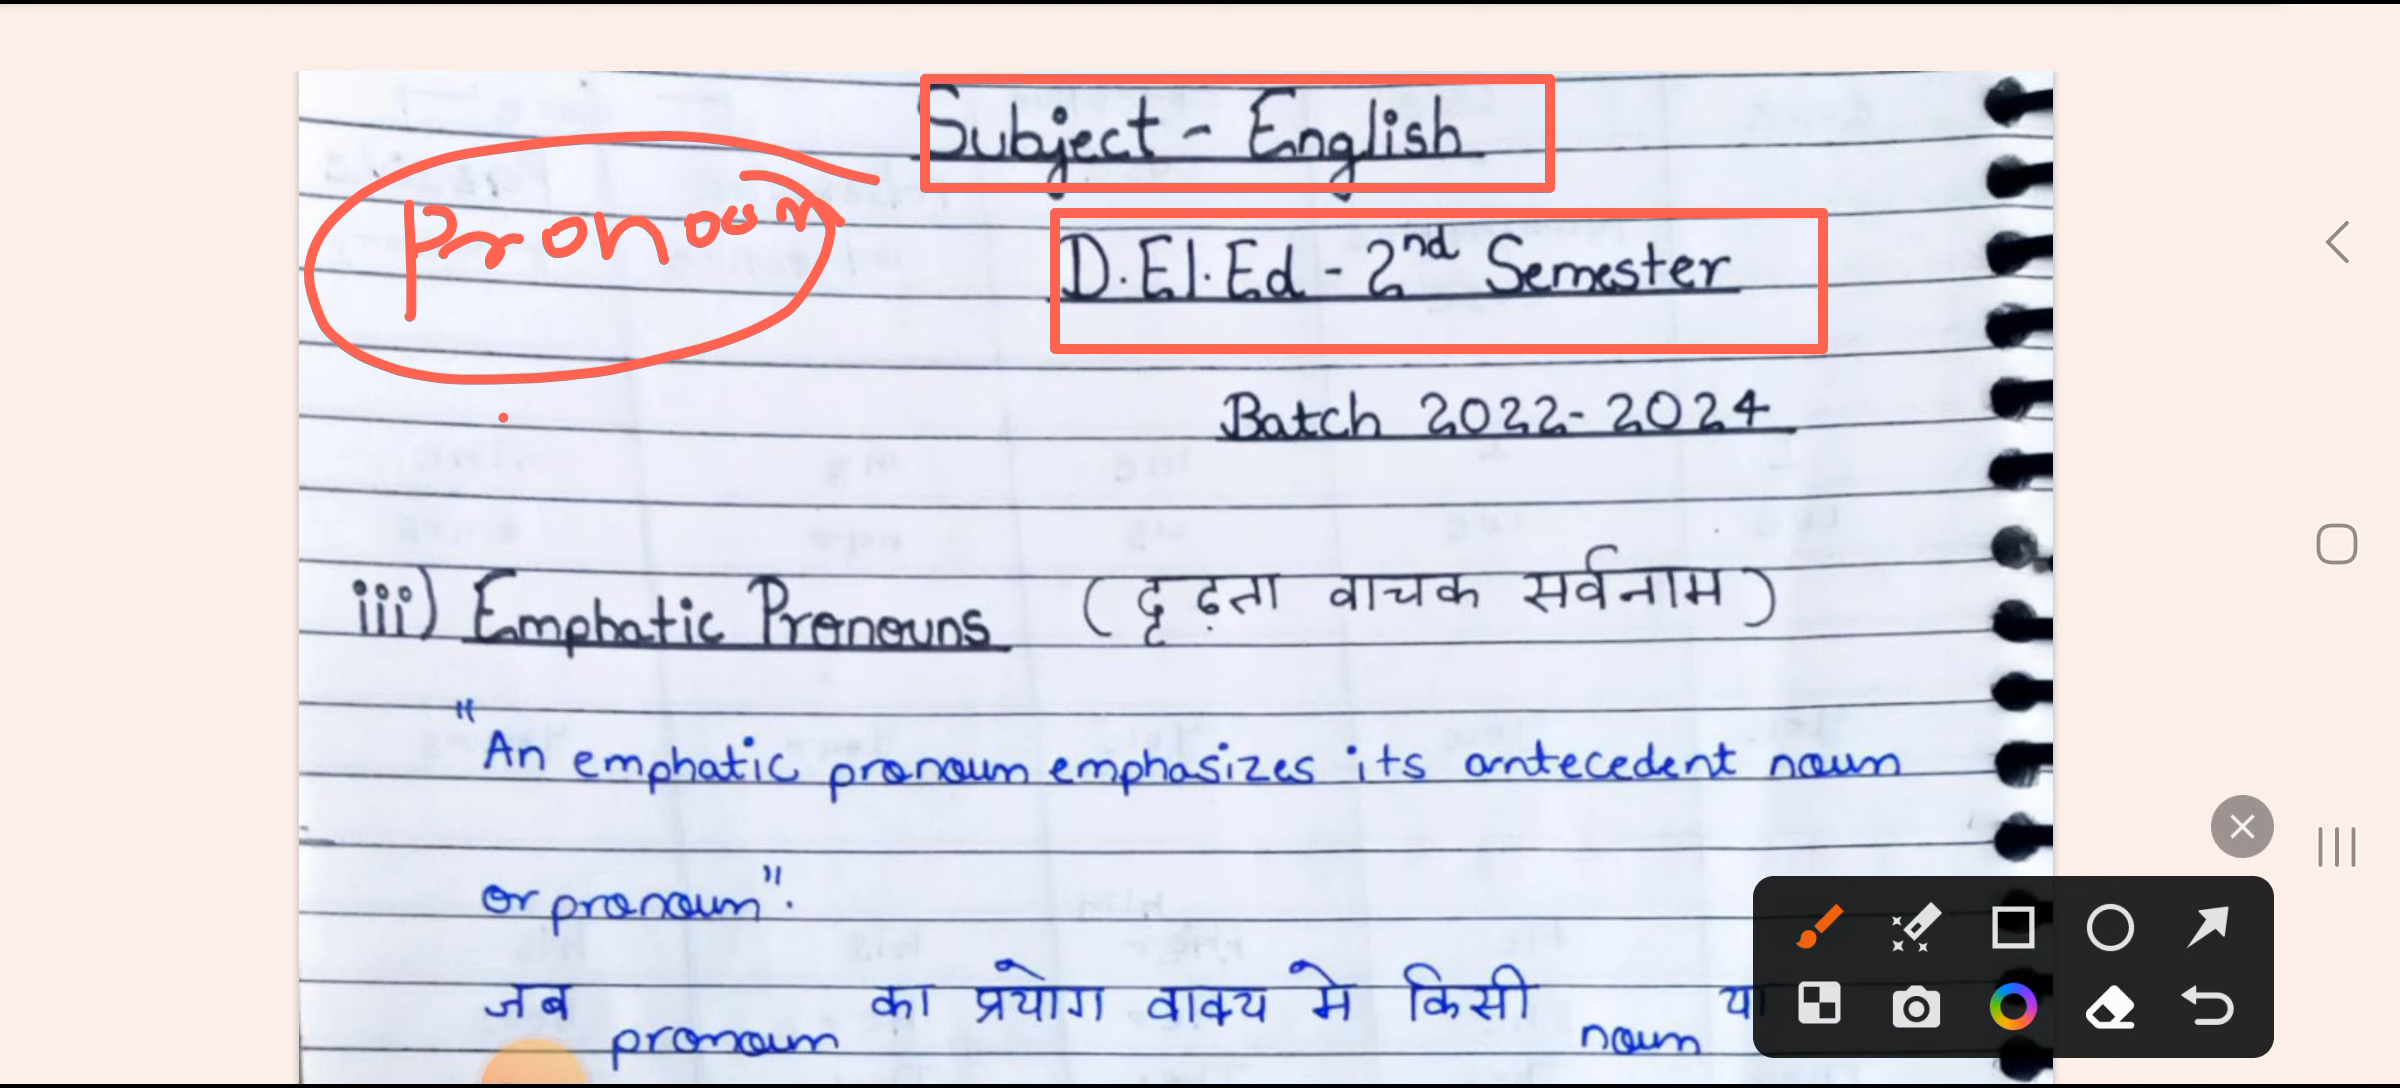 Subject - English
Pronoun
D.El.Ed - 2nd Semester
Batch 2022-2024
iii) Emphatic Pronouns (दृढ़ता वाचक सर्वनाम)
"An emphatic pronoun emphasizes its antecedent noun
or pronoun".
जब pronoun का प्रयोग वाक्य मे किसी noun या